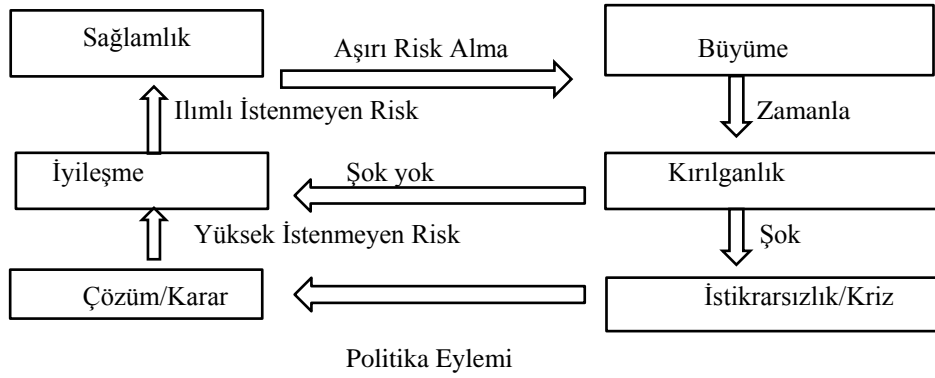 Sağlamlık
Aşırı Risk Alma
Büyüme
Ilımlı İstenmeyen Risk
Zamanla
İyileşme
Şok yok
Kırılganlık
Yüksek İstenmeyen Risk
Şok
Çözüm/Karar
İstikrarsızlık/Kriz
Politika Eylemi